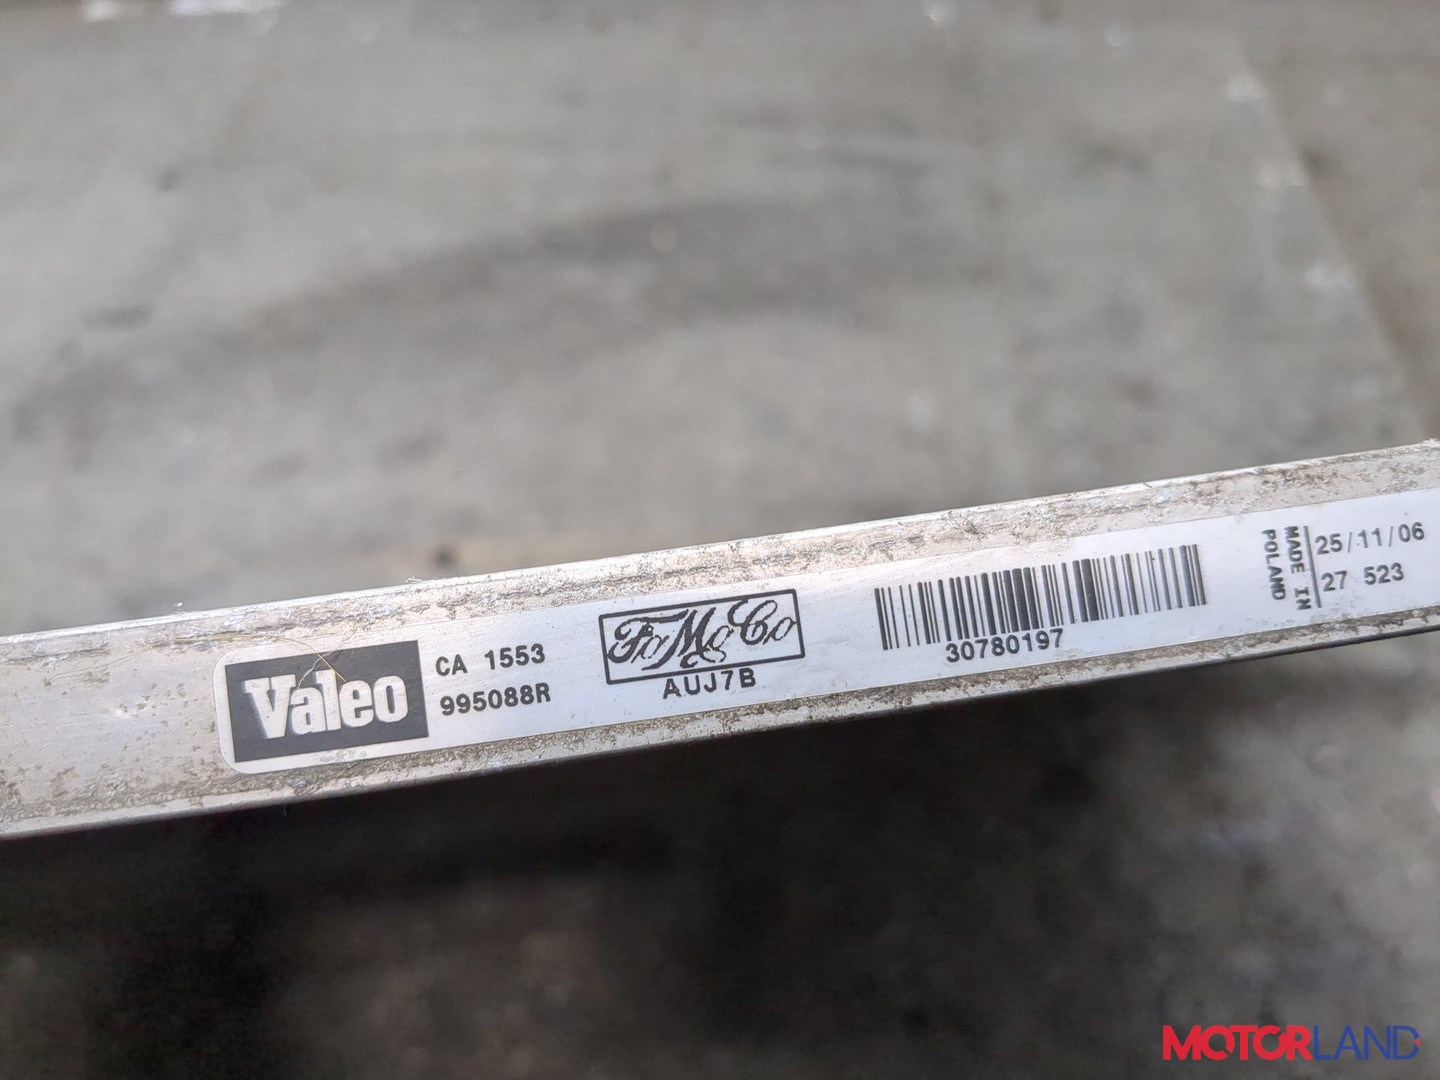 Valeo
CA 1553
995088R
FoMoCo
AUJ7B
30780197
MADE IN
POLAND
25/11/06
27 523
MOTORLAND